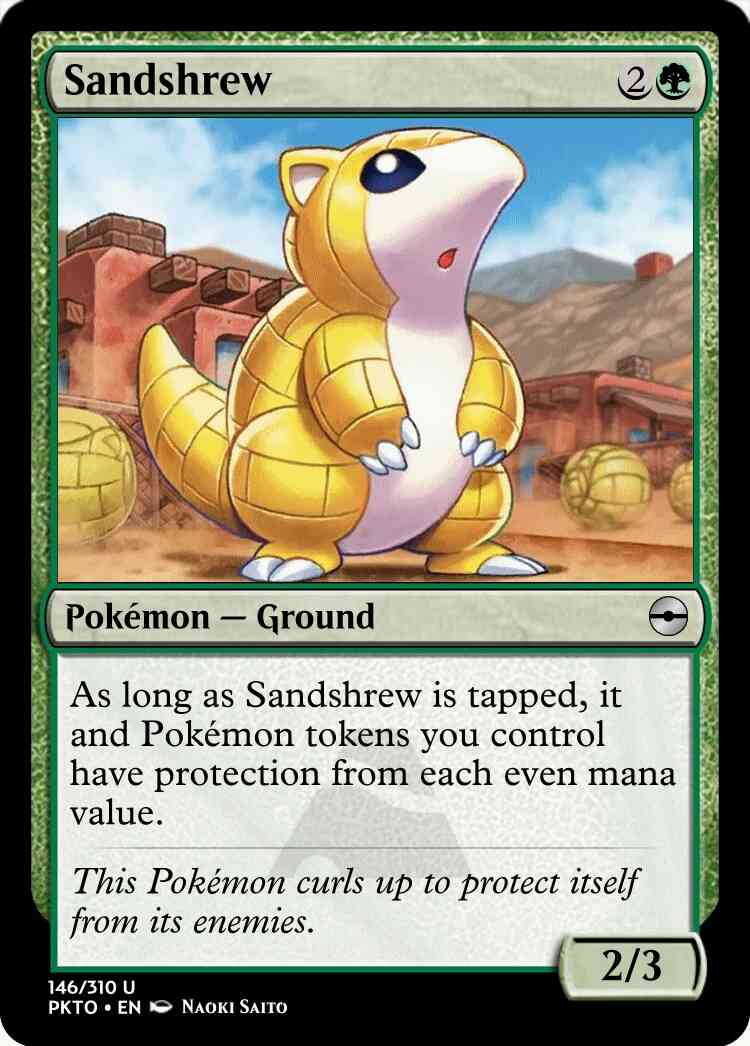 Sandshrew 2
Pokémon — Ground
As long as Sandshrew is tapped, it
and Pokémon tokens you control
have protection from each even mana
value.
This Pokémon curls up to protect itself
from its enemies.
2/3
146/310 U
PKTO • EN Naoki Saito